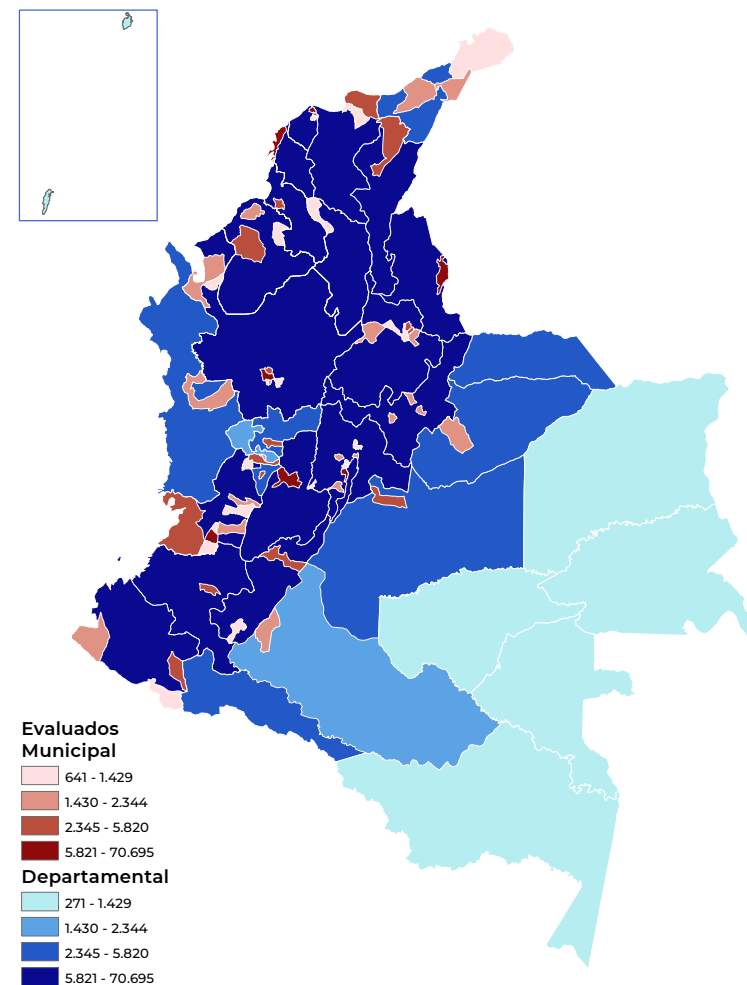 Evaluados
Municipal
641 - 1.429
1.430 - 2.344
2.345 - 5.820
5.821 - 70.695
Departamental
271 - 1.429
1.430 - 2.344
2.345 - 5.820
5.821 - 70.695